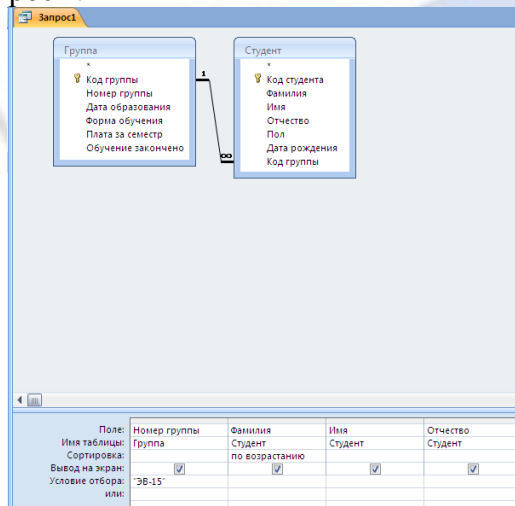 Запрос1
Группа
*
Код группы
Номер группы
Дата образования
Форма обучения
Плата за семестр
Обучение закончено
1
∞
Студент
*
Код студента
Фамилия
Имя
Отчество
Пол
Дата рождения
Код группы
Поле: Номер группы Фамилия Имя Отчество
Имя таблицы: Группа Студент Студент Студент
Сортировка: по возрастанию
Вывод на экран:
Условие отбора: "ЭВ-15"
или: